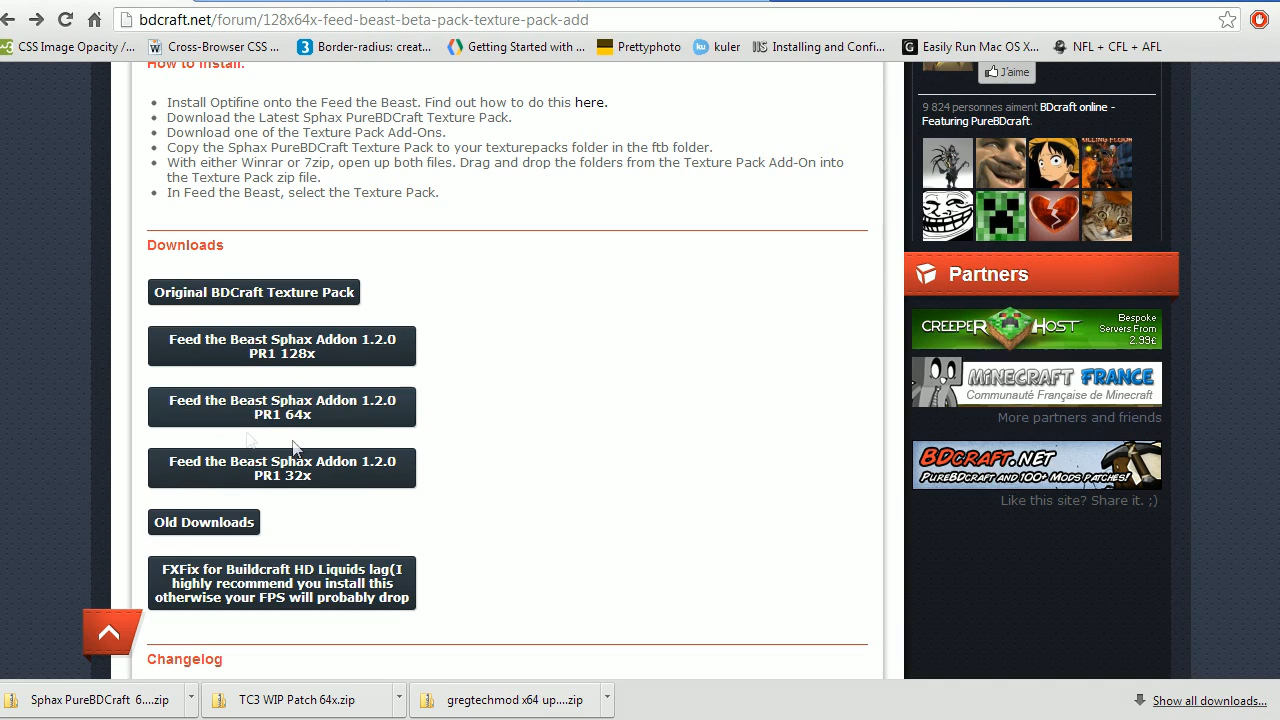 bdcraft.net/forum/128x64x-feed-beast-beta-pack-texture-pack-add
CSS Image Opacity /...
Cross-Browser CSS ...
Border-radius: creat...
Getting Started with ...
Prettyphoto
kuler
Installing and Confi...
Easily Run Mac OS X...
NFL + CFL + AFL
How to install:
Install Optifine onto the Feed the Beast. Find out how to do this here.
Download the Latest Sphax PureBDCraft Texture Pack.
Download one of the Texture Pack Add-Ons.
Copy the Sphax PureBDCraft Texture Pack to your texturepacks folder in the ftb folder.
With either Winrar or 7zip, open up both files. Drag and drop the folders from the Texture Pack Add-On into
the Texture Pack zip file.
In Feed the Beast, select the Texture Pack.
Downloads
Original BDCraft Texture Pack
Feed the Beast Sphax Addon 1.2.0
PR1 128x
Feed the Beast Sphax Addon 1.2.0
PR1 64x
Feed the Beast Sphax Addon 1.2.0
PR1 32x
Old Downloads
FXFix for Buildcraft HD Liquids lag(I
highly recommend you install this
otherwise your FPS will probably drop
Changelog
J'aime
9 824 personnes aiment BDcraft online -
Featuring PureBDcraft.
KILLING FLOOR
Partners
CREEPER HOST
Bespoke
Servers From
2.99£
MINECRAFT FRANCE
Communauté Française de Minecraft
More partners and friends
BDCRAFT.NET
PUREBDCRAFT AND 100+ MODS PATCHES!
Like this site? Share it. ;)
Sphax PureBDCraft 6....zip
TC3 WIP Patch 64x.zip
gregtechmod x64 up....zip
Show all downloads...